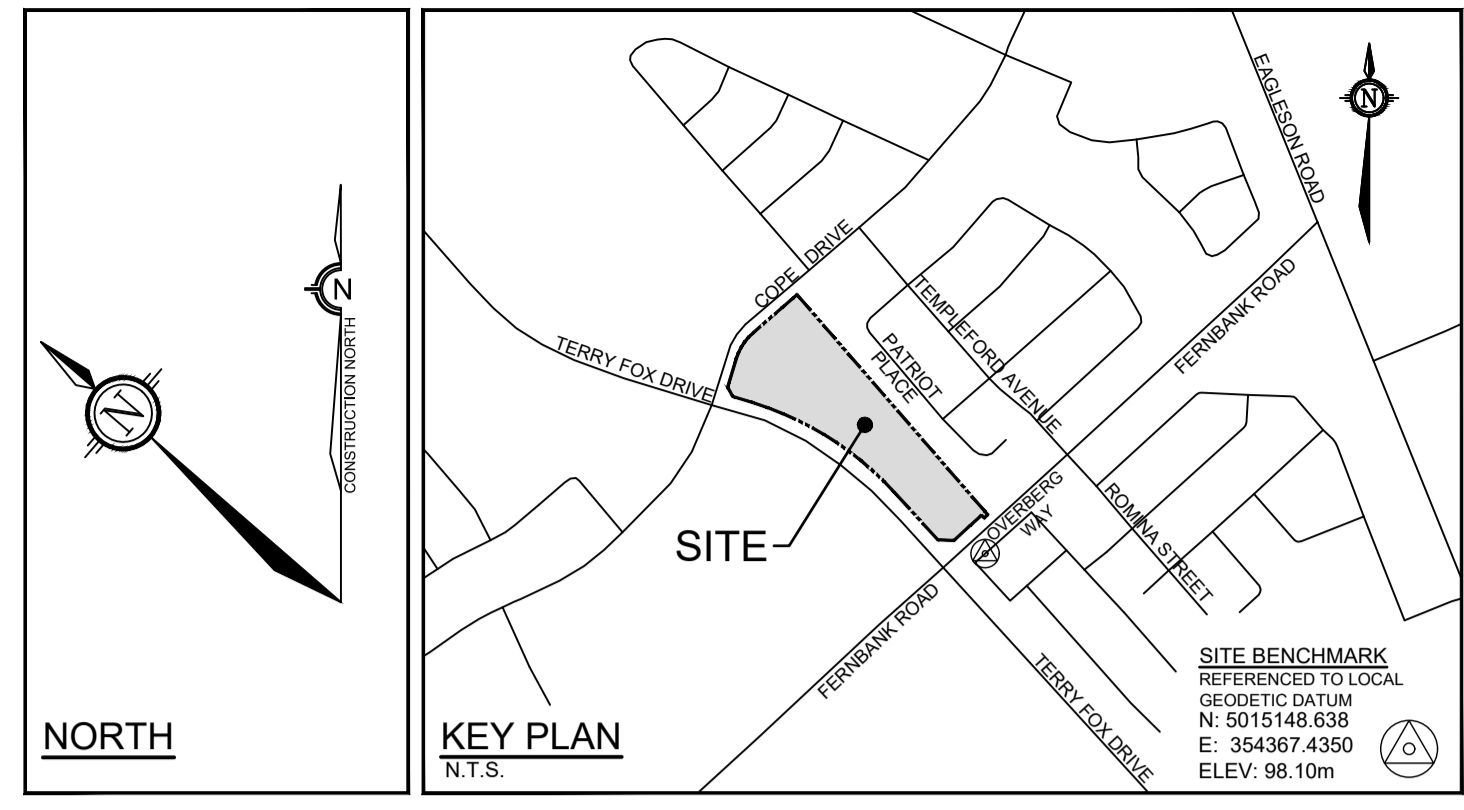 N
CONSTRUCTION NORTH
N
NORTH
EAGLESON ROAD
N
COPE DRIVE
TERRY FOX DRIVE
TEMPLEFORD AVENUE
PATRIOT
PLACE
FERNBANK ROAD
SITE
OVERBERG
WAY
ROMINA STREET
FERNBANK ROAD
TERRY FOX DRIVE
KEY PLAN
N.T.S.
SITE BENCHMARK
REFERENCED TO LOCAL
GEODETIC DATUM
N: 5015148.638
E: 354367.4350
ELEV: 98.10m